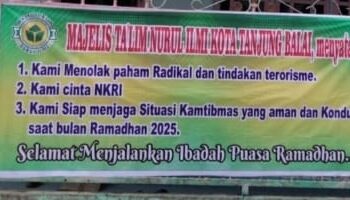 MAJELIS TA'LIM NURUL ILMI KOTA TANJUNG BALAI, menyata
1. Kami Menolak paham Radikal dan tindakan terorisme.
2. Kami cinta NKRI
3. Kami Siap menjaga Situasi Kamtibmas yang aman dan Kondu
saat bulan Ramadhan 2025.
Selamat Menjalankan Ibadah Puasa Ramadhan..